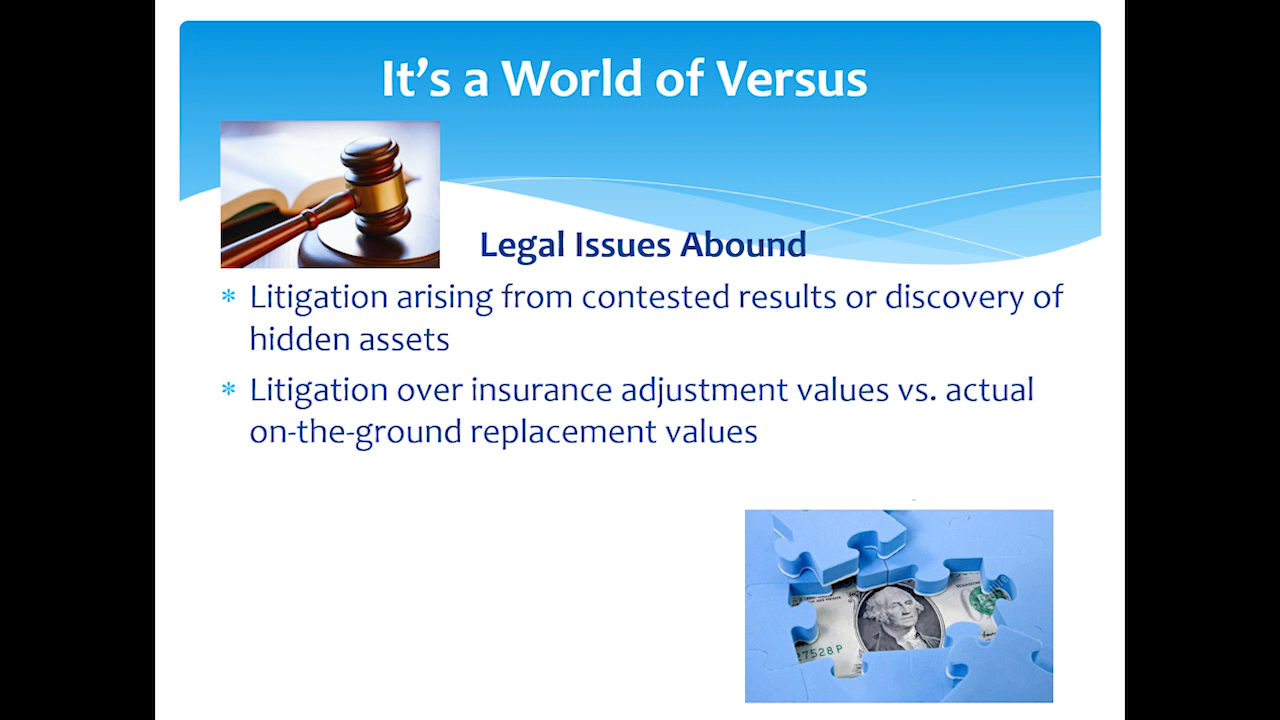 It's a World of Versus
Legal Issues Abound
* Litigation arising from contested results or discovery of
hidden assets
* Litigation over insurance adjustment values vs. actual
on-the-ground replacement values
27528 P